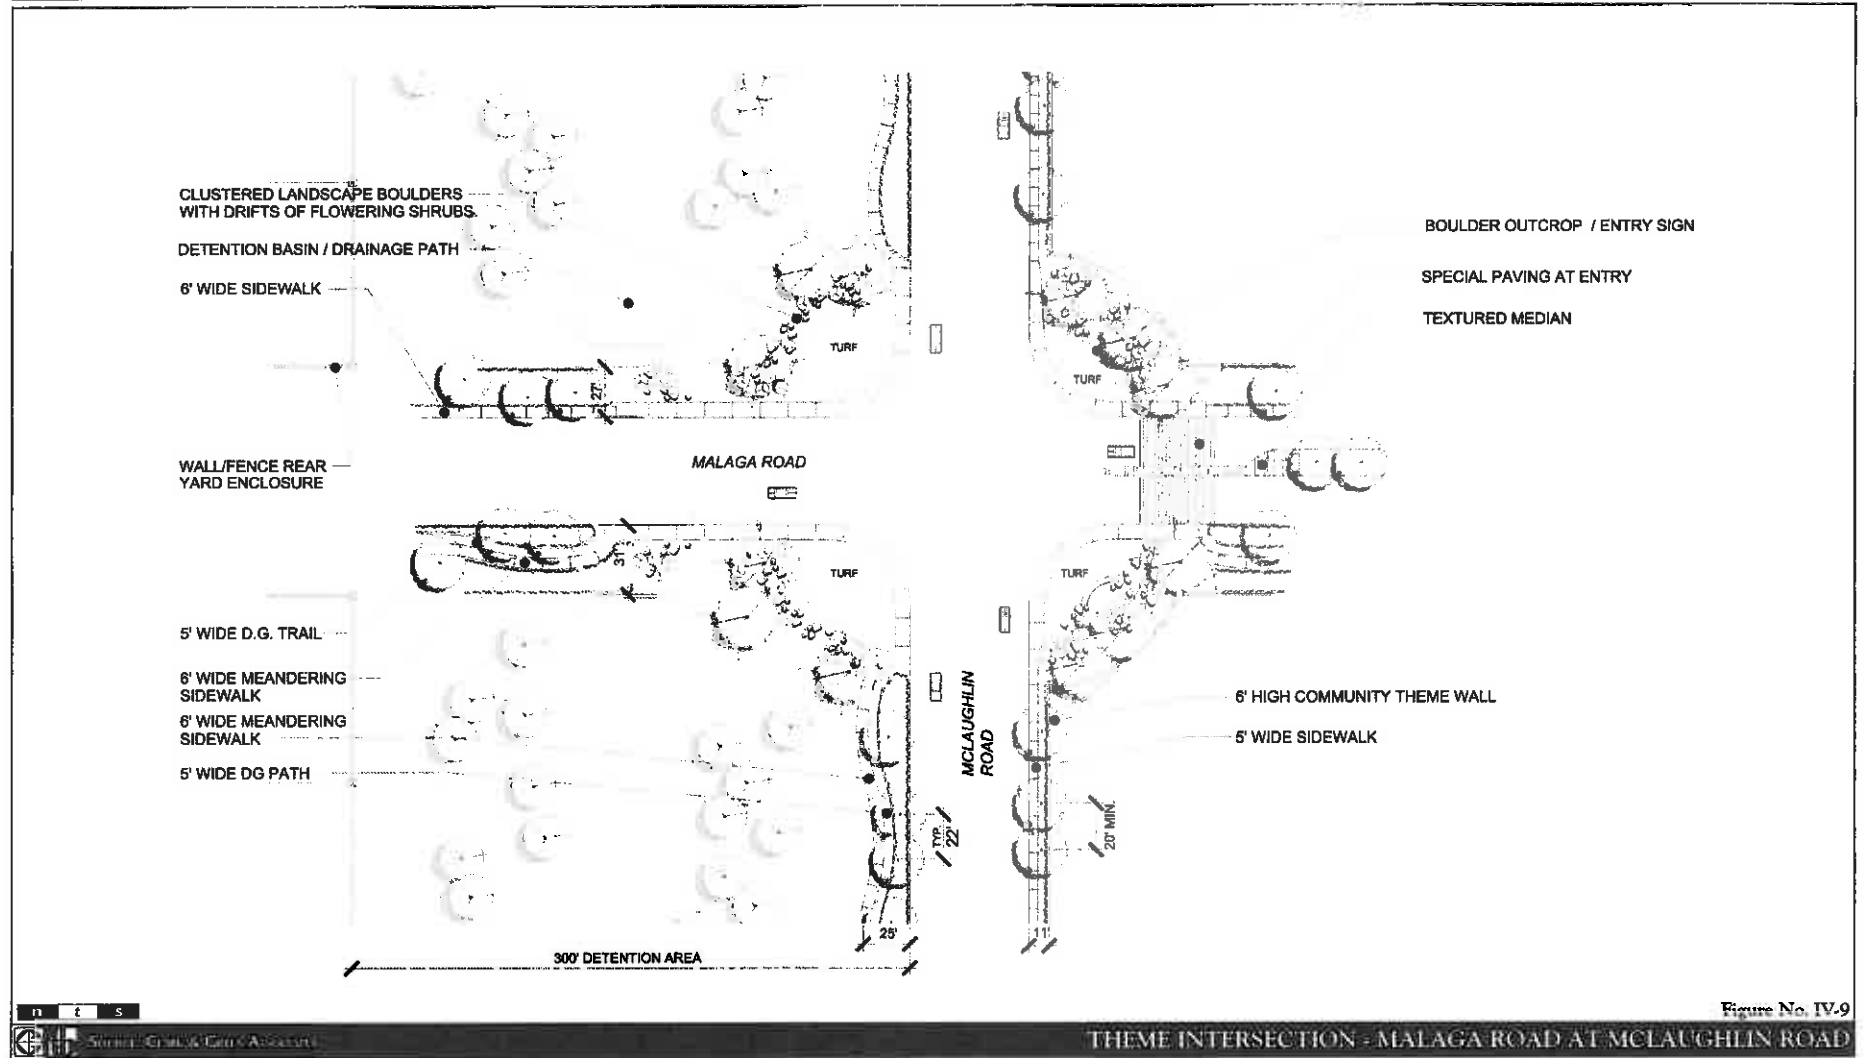 CLUSTERED LANDSCAPE BOULDERS
WITH DRIFTS OF FLOWERING SHRUBS.
DETENTION BASIN / DRAINAGE PATH
6' WIDE SIDEWALK
WALL/FENCE REAR
YARD ENCLOSURE
5' WIDE D.G. TRAIL
6' WIDE MEANDERING
SIDEWALK
6' WIDE MEANDERING
SIDEWALK
5' WIDE DG PATH
BOULDER OUTCROP / ENTRY SIGN
SPECIAL PAVING AT ENTRY
TEXTURED MEDIAN
6' HIGH COMMUNITY THEME WALL
5' WIDE SIDEWALK
TURF
TURF
TURF
TURF
27'
31'
MALAGA ROAD
MCLAUGHLIN
ROAD
TYP.
22'
20' MIN.
25'
11'
300' DETENTION AREA
n t s
Figure No. IV-9
THEME INTERSECTION - MALAGA ROAD AT MCLAUGHLIN ROAD